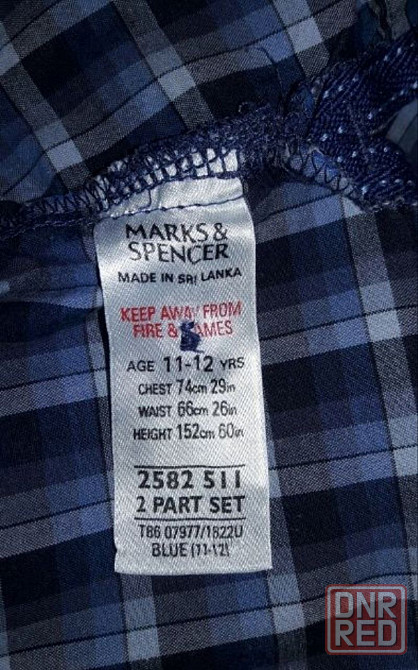 MARKS &
SPENCER
MADE IN SRI LANKA
KEEP AWAY FROM
FIRE & FLAMES
AGE 11-12 YRS
CHEST 74cm 29in
WAIST 66cm 26in
HEIGHT 152cm 60in
2582 511
2 PART SET
T86 07977/1822U
BLUE (11-12)
DNR
RED